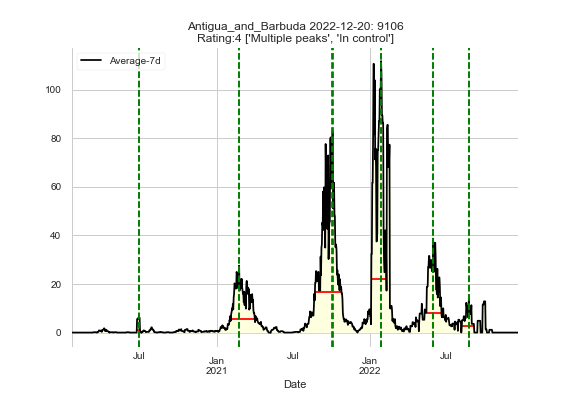 Antigua_and_Barbuda 2022-12-20: 9106
Rating:4 ['Multiple peaks', 'In control']
Average-7d
100
80
60
40
20
0
Jul
Jan
2021
Jul
Jan
2022
Jul
Date